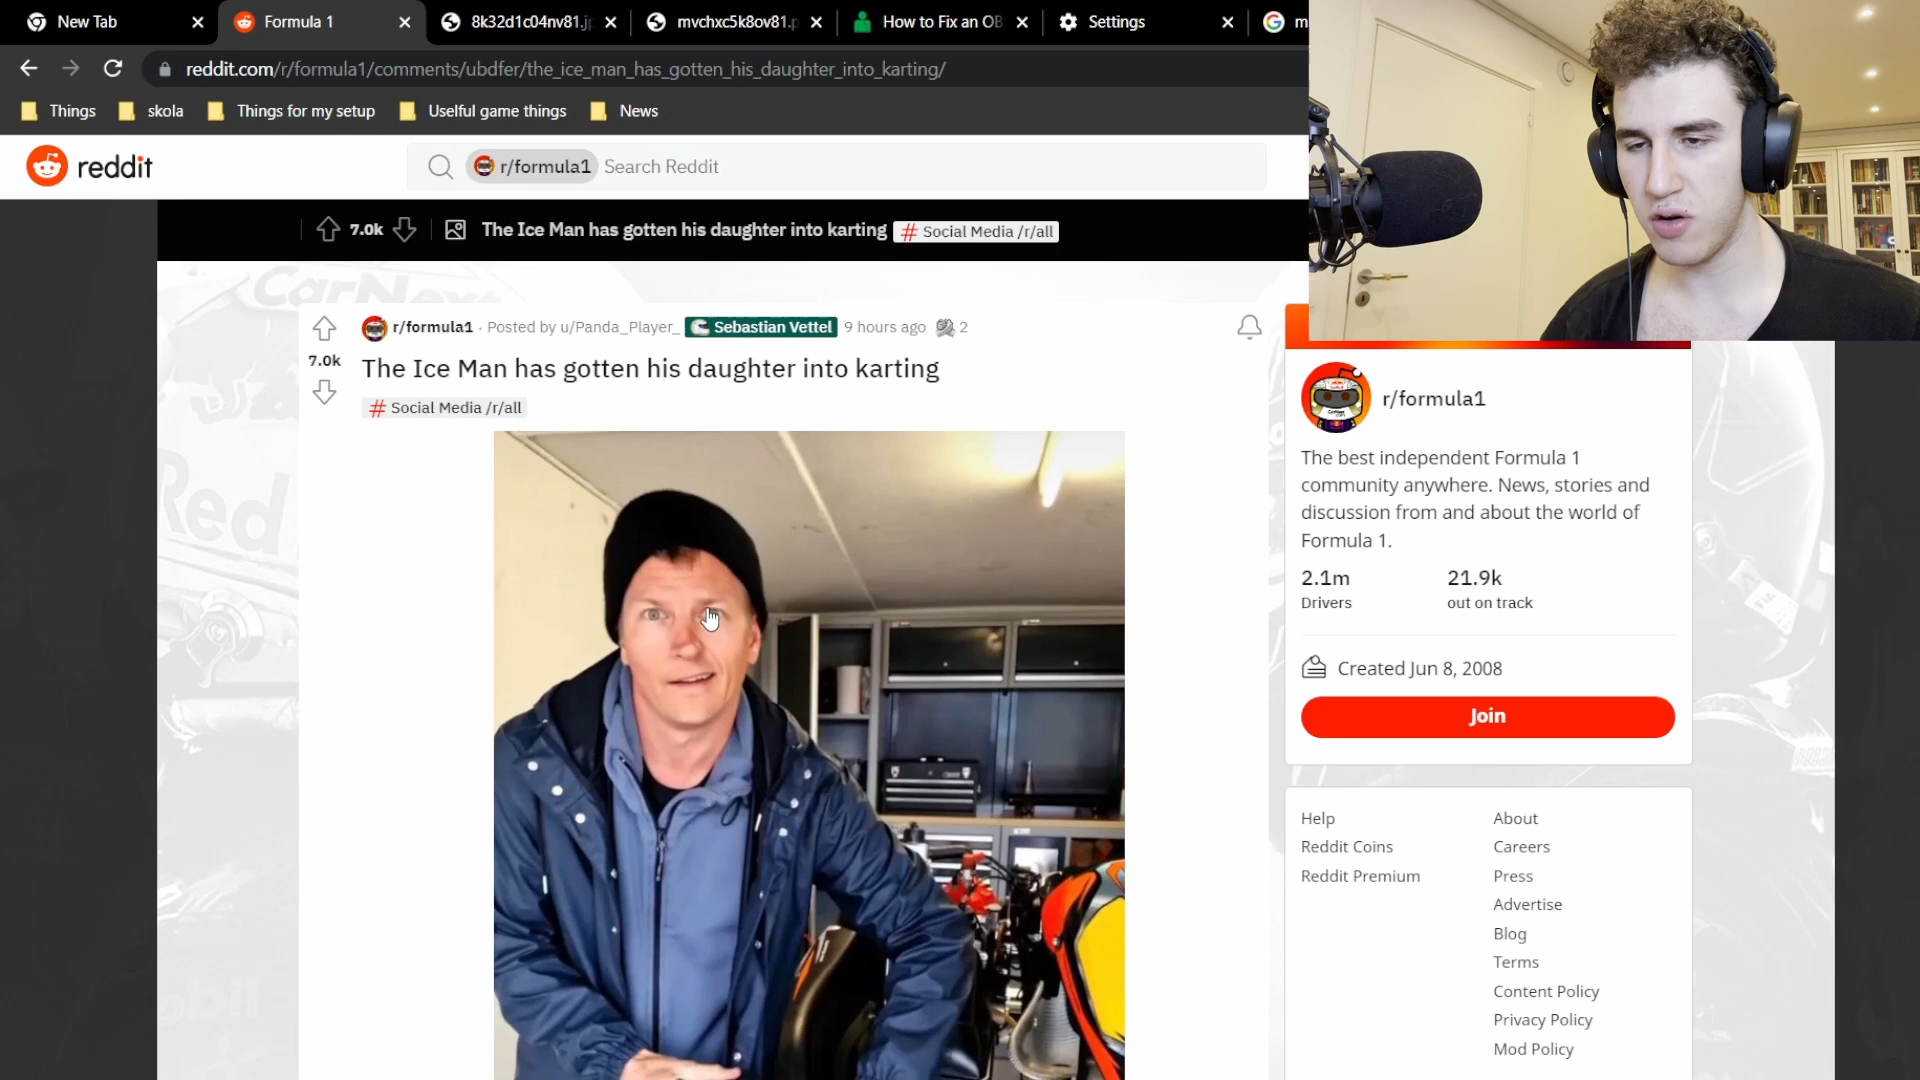 New Tab
Formula 1
8k32d1c04nv81.j
mvchxc5k8ov81.p
How to Fix an OB
Settings
m
reddit.com/r/formula1/comments/ubdfer/the_ice_man_has_gotten_his_daughter_into_karting/
Things
skola
Things for my setup
Uselful game things
News
reddit
r/formula1
Search Reddit
7.0k
The Ice Man has gotten his daughter into karting
# Social Media /r/all
r/formula1 · Posted by u/Panda_Player_ Sebastian Vettel 9 hours ago 2
7.0k
The Ice Man has gotten his daughter into karting
# Social Media /r/all
CarNext
Red
r/formula1
The best independent Formula 1
community anywhere. News, stories and
discussion from and about the world of
Formula 1.
2.1m
21.9k
Drivers
out on track
Created Jun 8, 2008
Join
Help
About
Reddit Coins
Careers
Reddit Premium
Press
Advertise
Blog
Terms
Content Policy
Privacy Policy
Mod Policy